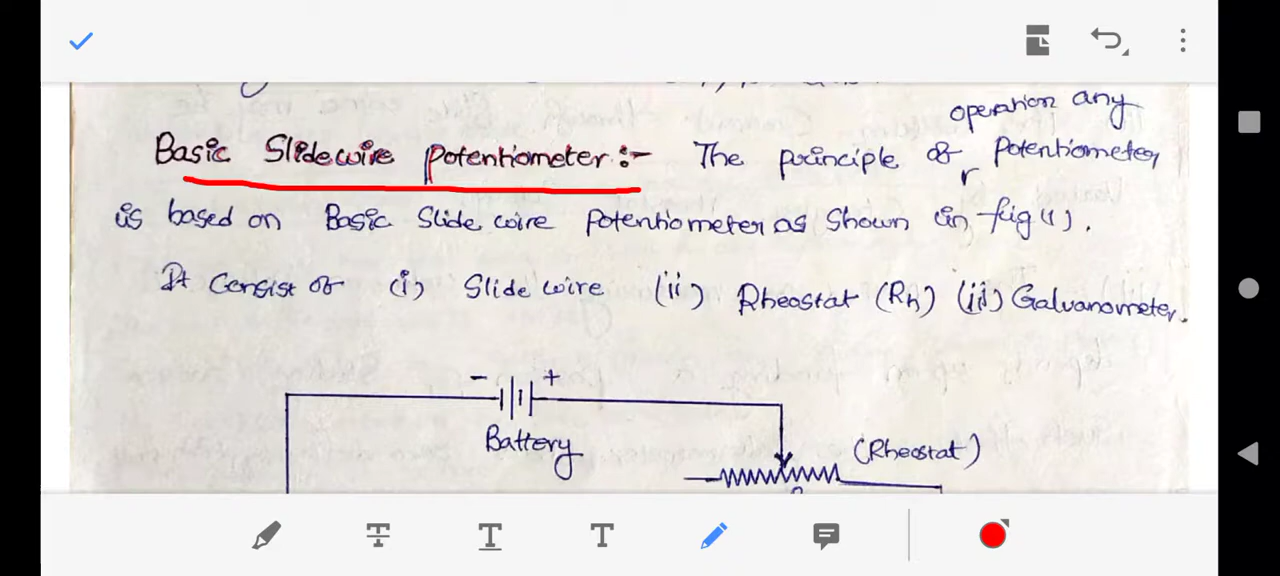 operation any
Basic Slidewire Potentiometer :- The principle of Potentiometer
r
is based on Basic Slide wire Potentiometer as Shown in fig (1).
It Consist of (i) Slide wire (ii) Rheostat (Rh) (iii) Galvanometer.
- +
Battery
(Rheostat)
T T T